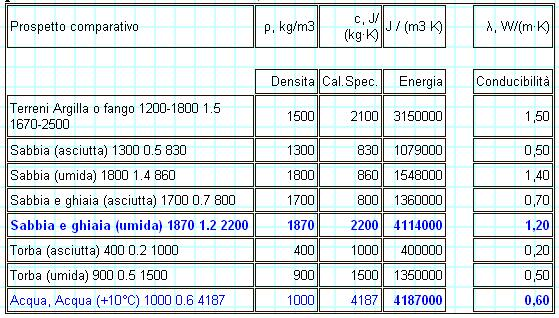 Prospetto comparativo ρ, kg/m3 c, J/ (kg·K) J / (m3 K) λ, W/(m·K)
Densita Cal.Spec. Energia Conducibilità
Terreni Argilla o fango 1200-1800 1.5
1670-2500 1500 2100 3150000 1,50
Sabbia (asciutta) 1300 0.5 830 1300 830 1079000 0,50
Sabbia (umida) 1800 1.4 860 1800 860 1548000 1,40
Sabbia e ghiaia (asciutta) 1700 0.7 800 1700 800 1360000 0,70
Sabbia e ghiaia (umida) 1870 1.2 2200 1870 2200 4114000 1,20
Torba (asciutta) 400 0.2 1000 400 1000 400000 0,20
Torba (umida) 900 0.5 1500 900 1500 1350000 0,50
Acqua, Acqua (+10°C) 1000 0.6 4187 1000 4187 4187000 0,60